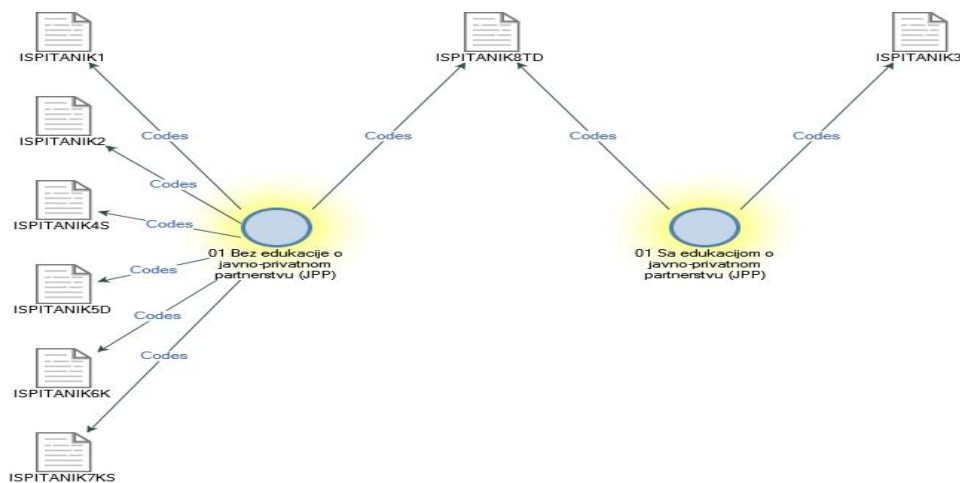 ISPITANIK1
ISPITANIK8TD
ISPITANIK3
ISPITANIK2
Codes
Codes
Codes
Codes
Codes
ISPITANIK4S
Codes
01 Bez edukacije o
javno-privatnom
partnerstvu (JPP)
01 Sa edukacijom o
javno-privatnom
partnerstvu (JPP)
Codes
ISPITANIK5D
Codes
Codes
ISPITANIK6K
ISPITANIK7KS